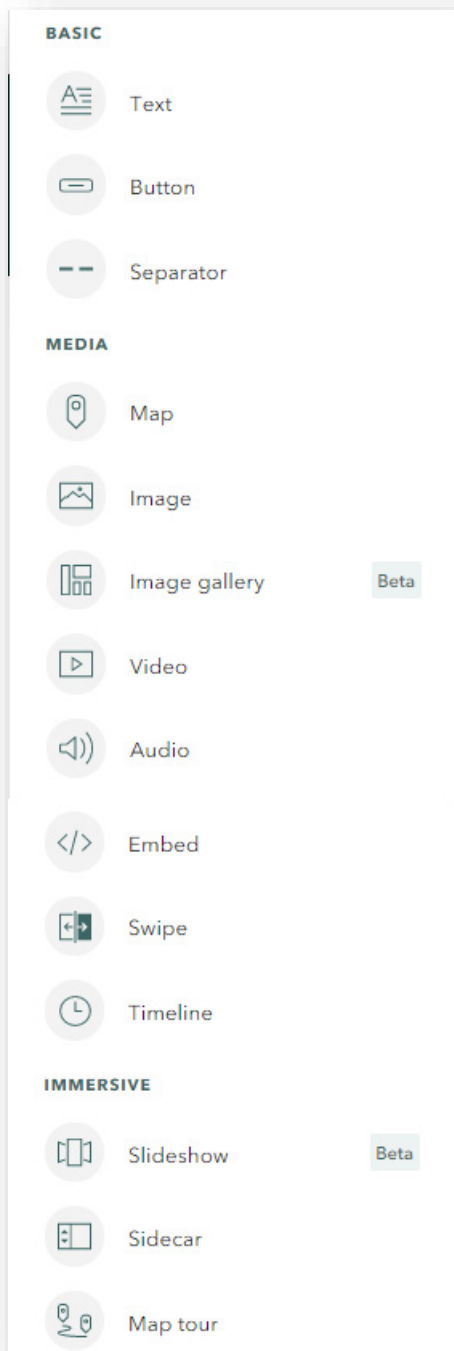 BASIC
Text
Button
Separator
MEDIA
Map
Image
Image gallery Beta
Video
Audio
Embed
Swipe
Timeline
IMMERSIVE
Slideshow Beta
Sidecar
Map tour